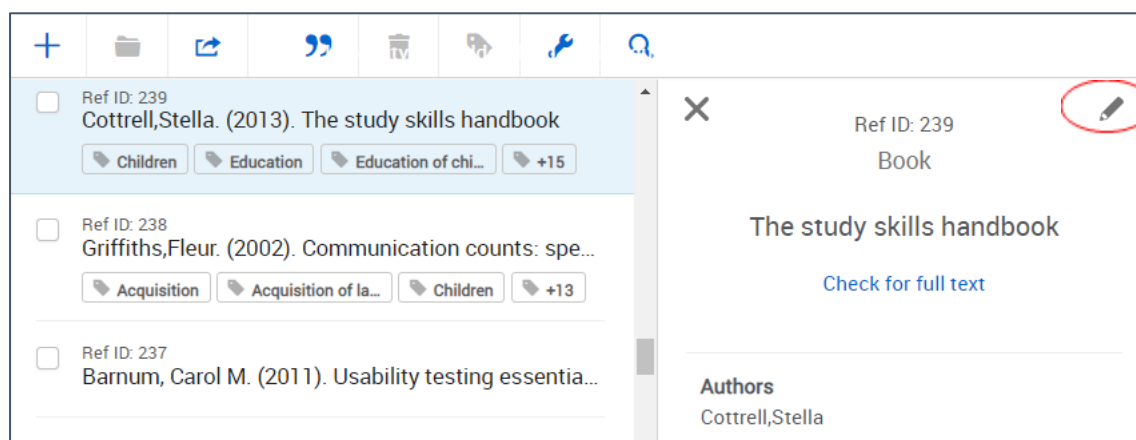 Ref ID: 239
Cottrell,Stella. (2013). The study skills handbook
Children Education Education of chi... +15
Ref ID: 238
Griffiths,Fleur. (2002). Communication counts: spe...
Acquisition Acquisition of la... Children +13
Ref ID: 237
Barnum, Carol M. (2011). Usability testing essentia...
Ref ID: 239
Book
The study skills handbook
Check for full text
Authors
Cottrell,Stella